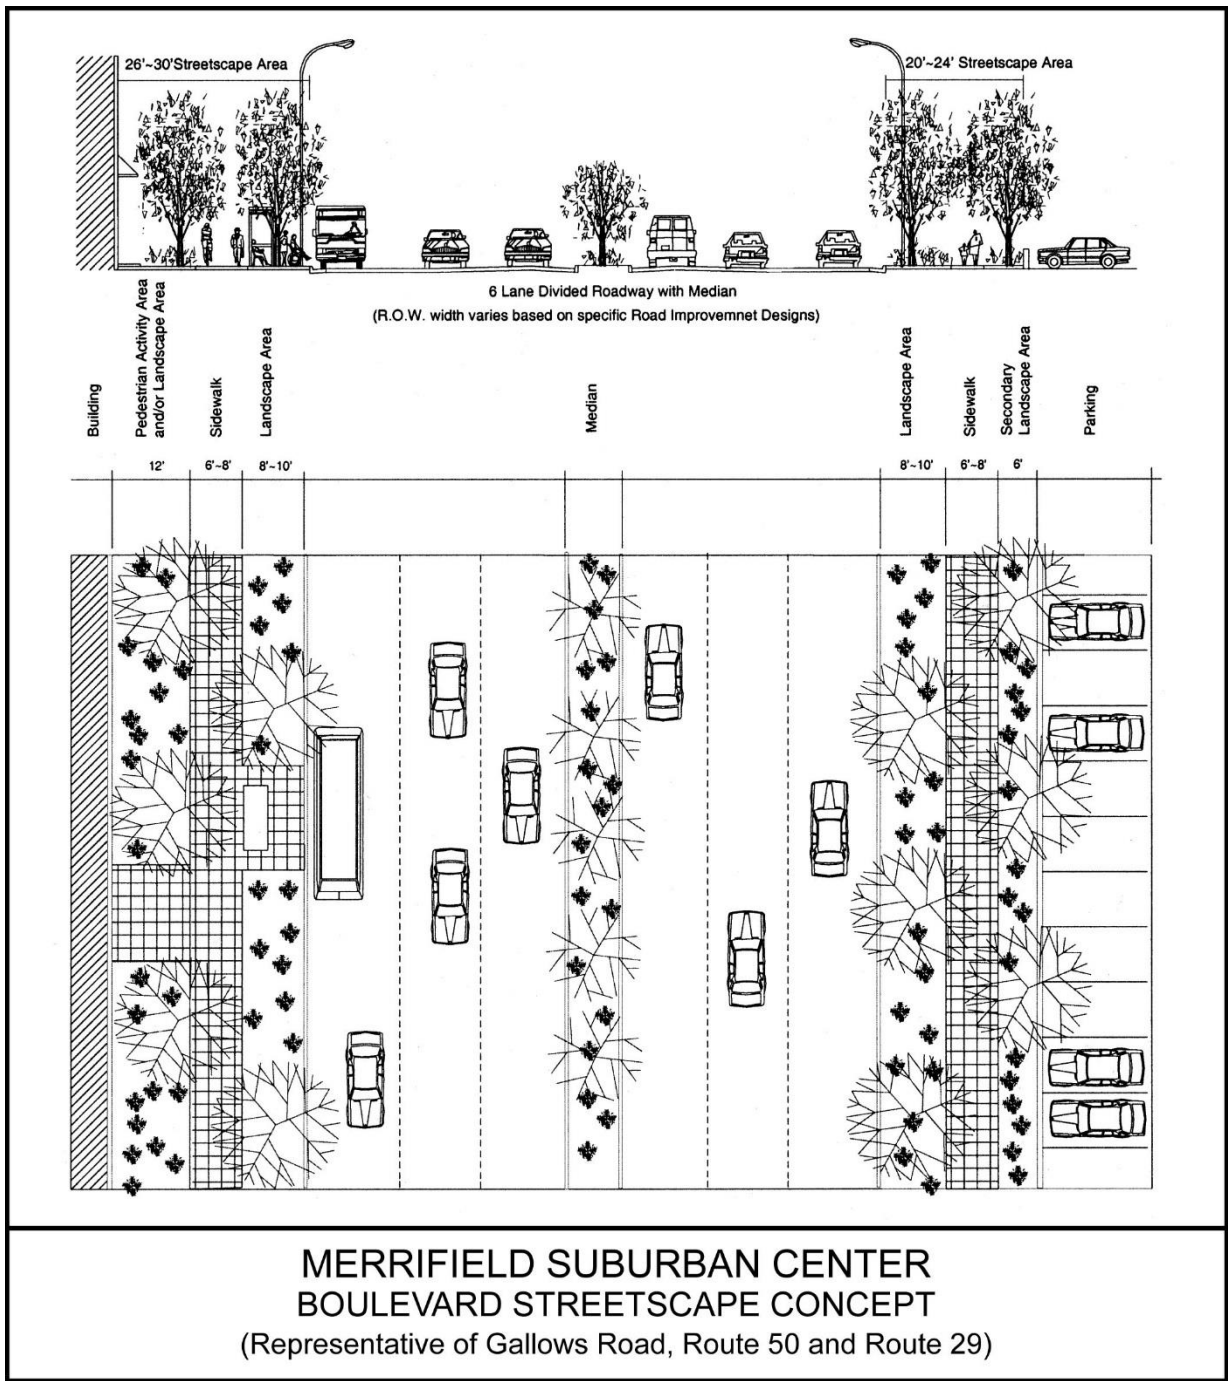 26'~30'Streetscape Area
20'~24' Streetscape Area
6 Lane Divided Roadway with Median
(R.O.W. width varies based on specific Road Improvemnet Designs)
Building
Pedestrian Activity Area
and/or Landscape Area
Sidewalk
Landscape Area
Median
Landscape Area
Sidewalk
Secondary
Landscape Area
Parking
12'
6'~8'
8'~10'
8'~10'
6'~8'
6'
MERRIFIELD SUBURBAN CENTER
BOULEVARD STREETSCAPE CONCEPT
(Representative of Gallows Road, Route 50 and Route 29)